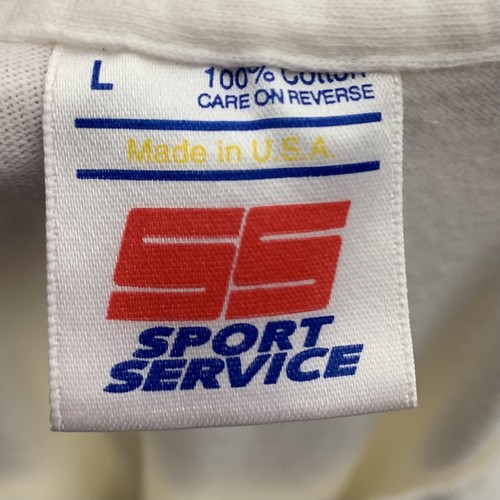 L 100% Cotton
CARE ON REVERSE
Made in U.S.A.
SS
SPORT
SERVICE